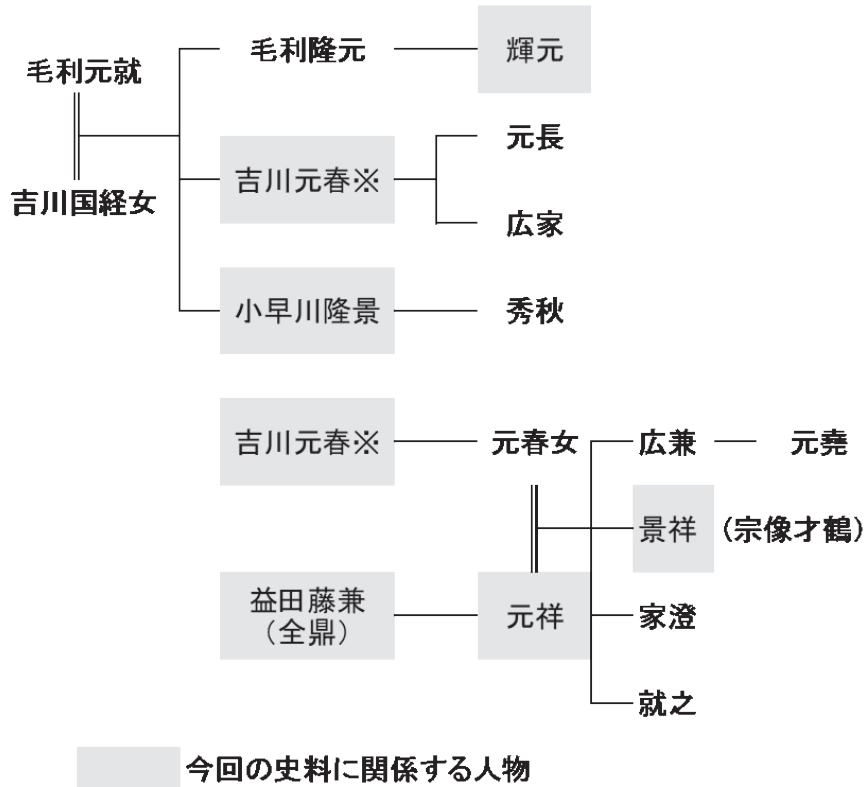 毛利元就
吉川国経女
毛利隆元
輝元
吉川元春※
元長
広家
小早川隆景
秀秋
吉川元春※
元春女
広兼
元堯
景祥
(宗像才鶴)
益田藤兼
(全鼎)
元祥
家澄
就之
今回の史料に関係する人物